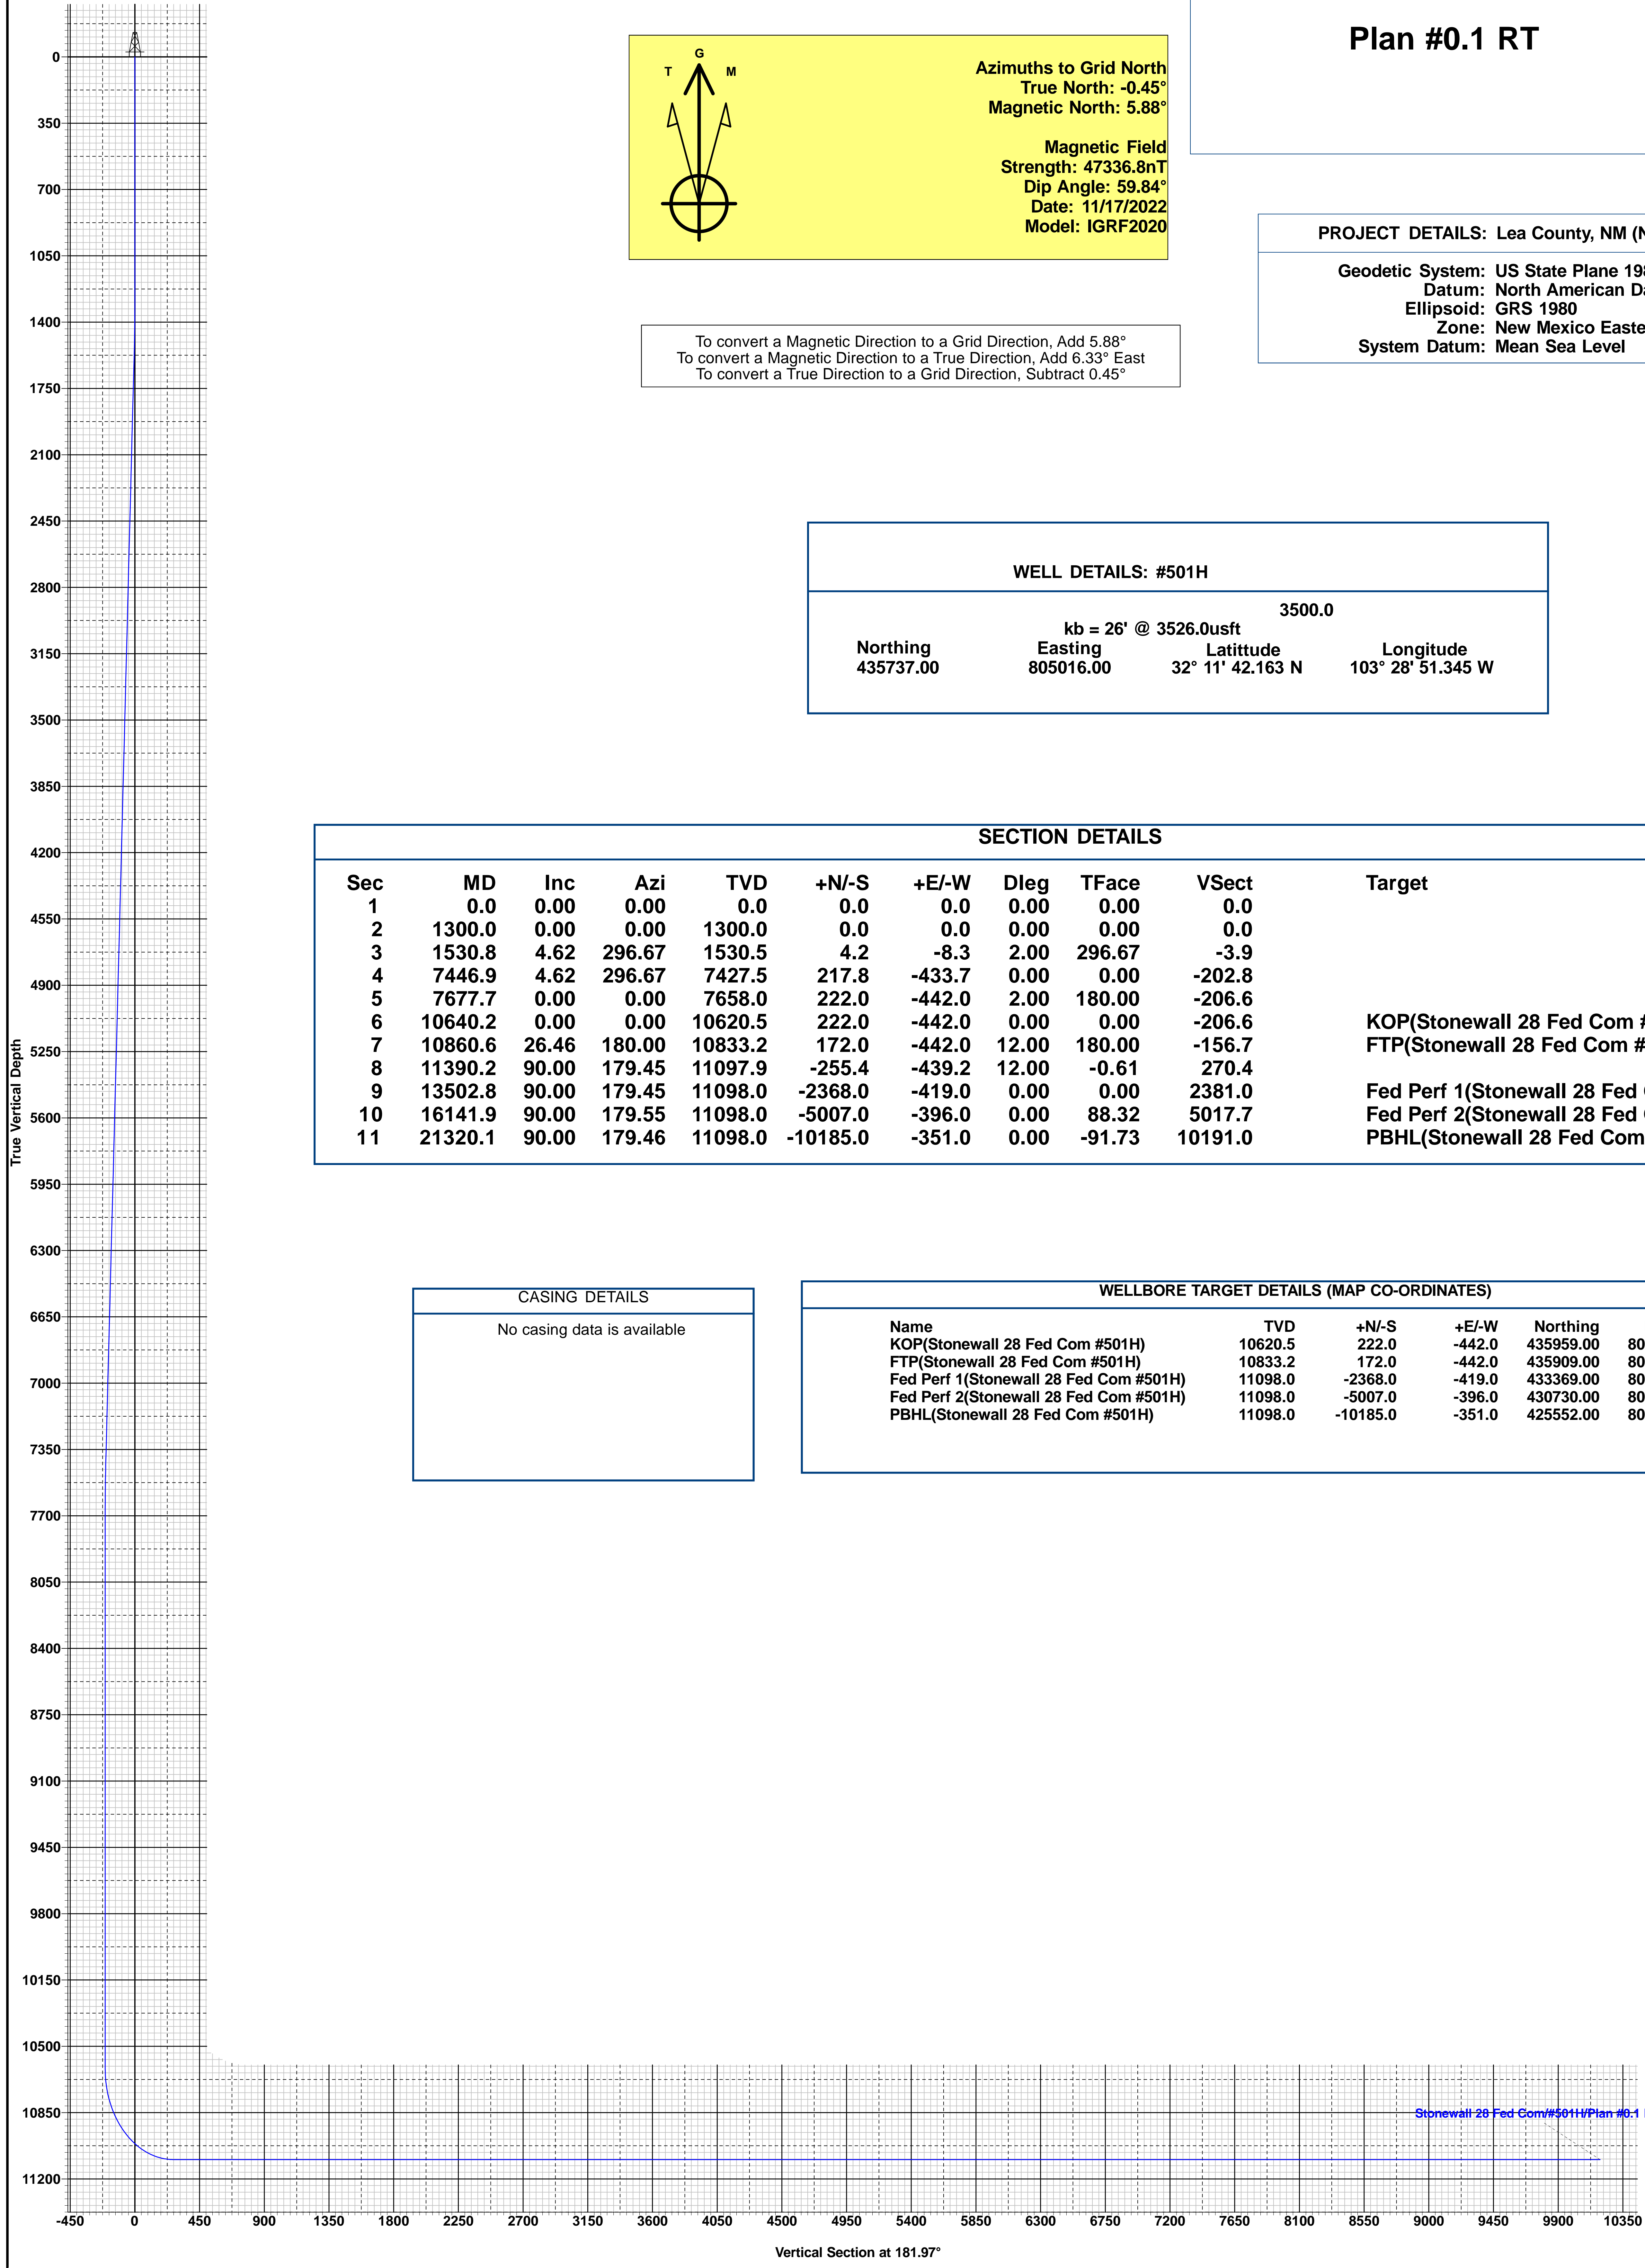 Plan #0.1 RT
G
T M
Azimuths to Grid North
True North: -0.45°
Magnetic North: 5.88°
Magnetic Field
Strength: 47336.8nT
Dip Angle: 59.84°
Date: 11/17/2022
Model: IGRF2020
PROJECT DETAILS: Lea County, NM (N
Geodetic System: US State Plane 198
Datum: North American Da
Ellipsoid: GRS 1980
Zone: New Mexico Easte
System Datum: Mean Sea Level
To convert a Magnetic Direction to a Grid Direction, Add 5.88°
To convert a Magnetic Direction to a True Direction, Add 6.33° East
To convert a True Direction to a Grid Direction, Subtract 0.45°
WELL DETAILS: #501H
3500.0
kb = 26' @ 3526.0usft
Northing Easting Latittude Longitude
435737.00 805016.00 32° 11' 42.163 N 103° 28' 51.345 W
SECTION DETAILS
Sec MD Inc Azi TVD +N/-S +E/-W Dleg TFace VSect Target
1 0.0 0.00 0.00 0.0 0.0 0.0 0.00 0.00 0.0
2 1300.0 0.00 0.00 1300.0 0.0 0.0 0.00 0.00 0.0
3 1530.8 4.62 296.67 1530.5 4.2 -8.3 2.00 296.67 -3.9
4 7446.9 4.62 296.67 7427.5 217.8 -433.7 0.00 0.00 -202.8
5 7677.7 0.00 0.00 7658.0 222.0 -442.0 2.00 180.00 -206.6
6 10640.2 0.00 0.00 10620.5 222.0 -442.0 0.00 0.00 -206.6 KOP(Stonewall 28 Fed Com #
7 10860.6 26.46 180.00 10833.2 172.0 -442.0 12.00 180.00 -156.7 FTP(Stonewall 28 Fed Com #
8 11390.2 90.00 179.45 11097.9 -255.4 -439.2 12.00 -0.61 270.4
9 13502.8 90.00 179.45 11098.0 -2368.0 -419.0 0.00 0.00 2381.0 Fed Perf 1(Stonewall 28 Fed
10 16141.9 90.00 179.55 11098.0 -5007.0 -396.0 0.00 88.32 5017.7 Fed Perf 2(Stonewall 28 Fed
11 21320.1 90.00 179.46 11098.0 -10185.0 -351.0 0.00 -91.73 10191.0 PBHL(Stonewall 28 Fed Com
CASING DETAILS
No casing data is available
WELLBORE TARGET DETAILS (MAP CO-ORDINATES)
Name TVD +N/-S +E/-W Northing
KOP(Stonewall 28 Fed Com #501H) 10620.5 222.0 -442.0 435959.00 80
FTP(Stonewall 28 Fed Com #501H) 10833.2 172.0 -442.0 435909.00 80
Fed Perf 1(Stonewall 28 Fed Com #501H) 11098.0 -2368.0 -419.0 433369.00 80
Fed Perf 2(Stonewall 28 Fed Com #501H) 11098.0 -5007.0 -396.0 430730.00 80
PBHL(Stonewall 28 Fed Com #501H) 11098.0 -10185.0 -351.0 425552.00 80
True Vertical Depth
0
350
700
1050
1400
1750
2100
2450
2800
3150
3500
3850
4200
4550
4900
5250
5600
5950
6300
6650
7000
7350
7700
8050
8400
8750
9100
9450
9800
10150
10500
10850
11200
Stonewall 28 Fed Com/#501H/Plan #0.1
-450 0 450 900 1350 1800 2250 2700 3150 3600 4050 4500 4950 5400 5850 6300 6750 7200 7650 8100 8550 9000 9450 9900 10350
Vertical Section at 181.97°